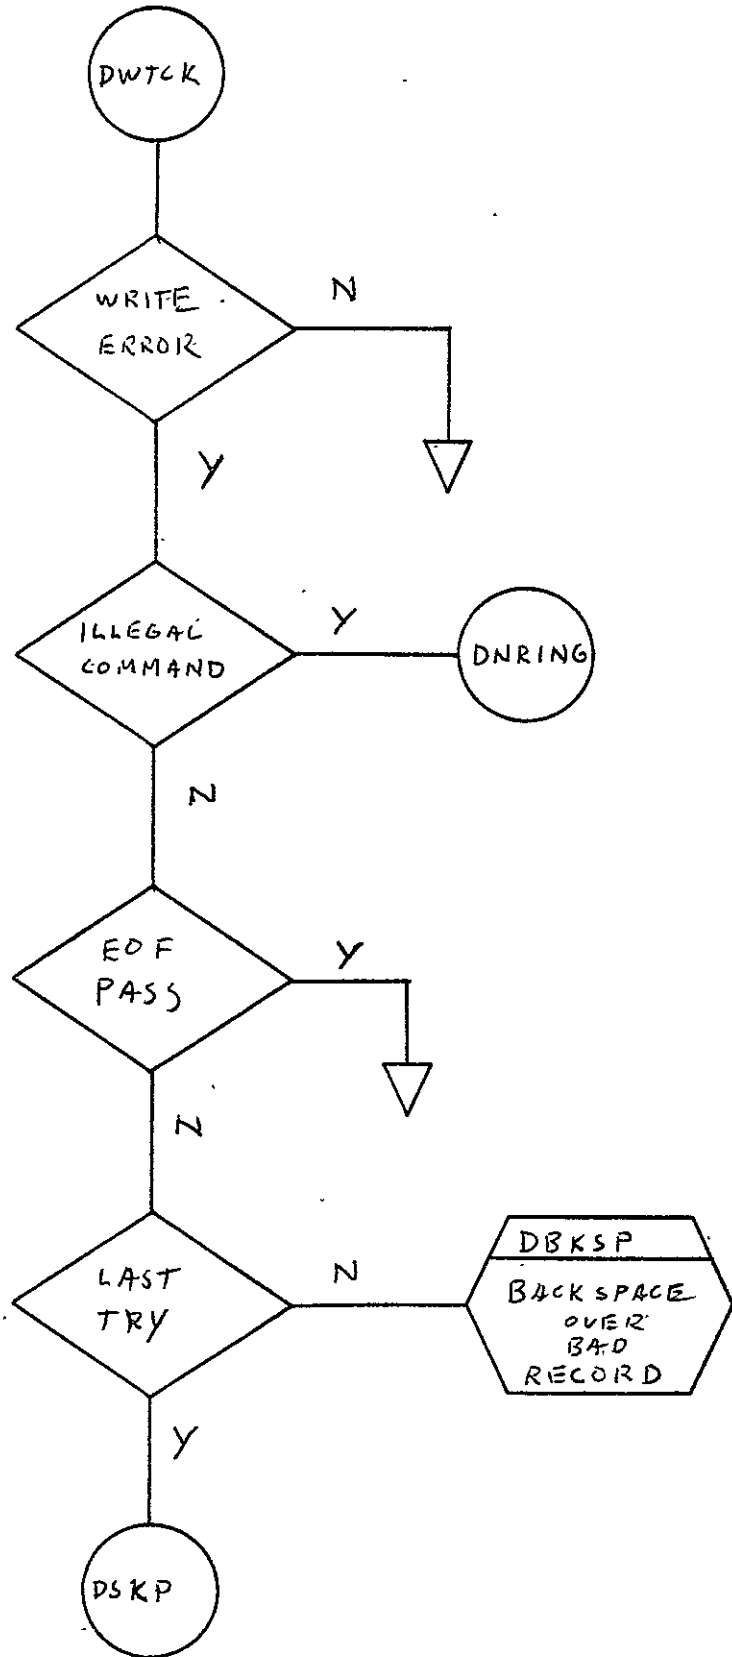 DWTCK
WRITE
ERROR
N
Y
ILLEGAL
COMMAND
Y
DNRING
N
EOF
PASS
Y
N
LAST
TRY
N
DBKSP
BACKSPACE
OVER
BAD
RECORD
Y
DSKP